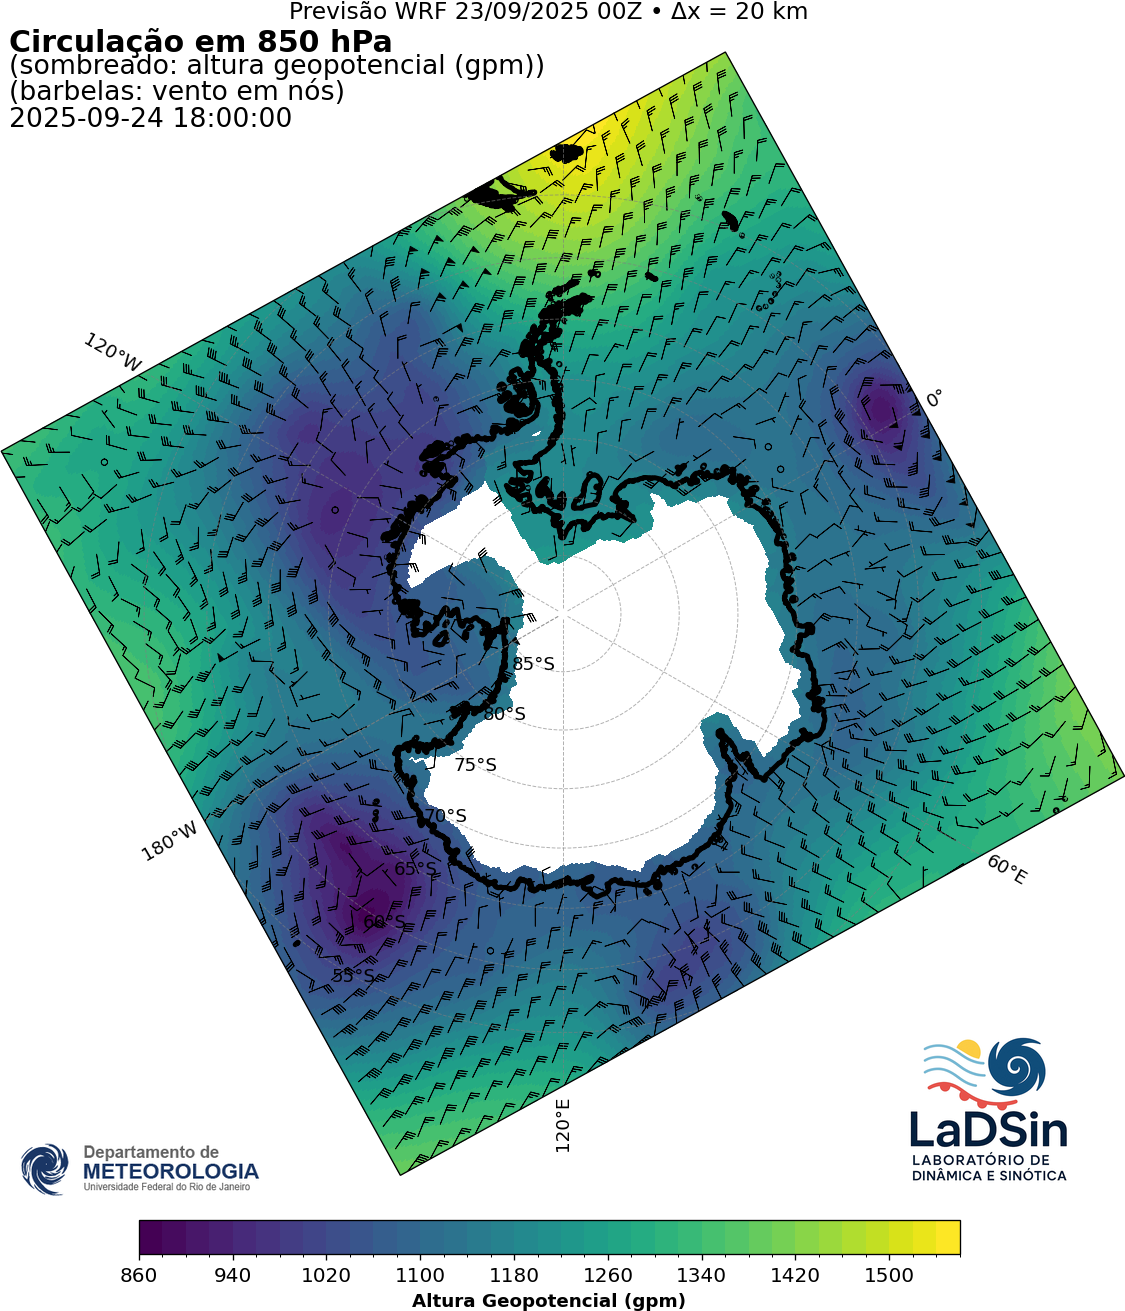 Previsão WRF 23/09/2025 00Z • Δx = 20 km
Circulação em 850 hPa
(sombreado: altura geopotencial (gpm))
(barbelas: vento em nós)
2025-09-24 18:00:00
120°W
0°
85°S
80°S
75°S
70°S
65°S
60°S
55°S
180°W
60°E
120°E
LaDSin
LABORATÓRIO DE
DINÂMICA E SINÓTICA
Departamento de
METEOROLOGIA
Universidade Federal do Rio de Janeiro
860 940 1020 1100 1180 1260 1340 1420 1500
Altura Geopotencial (gpm)